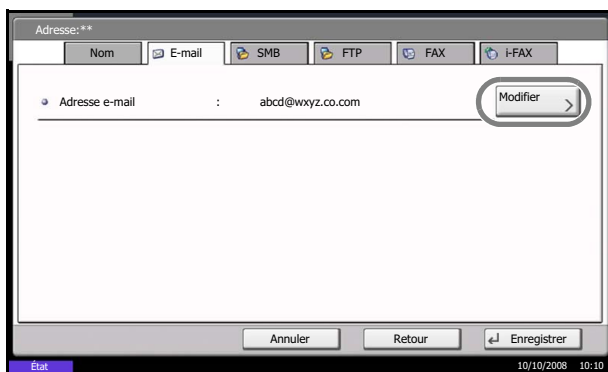 Adresse:**
Nom E-mail SMB FTP FAX i-FAX
Adresse e-mail : abcd@wxyz.co.com Modifier
Annuler Retour Enregistrer
État 10/10/2008 10:10